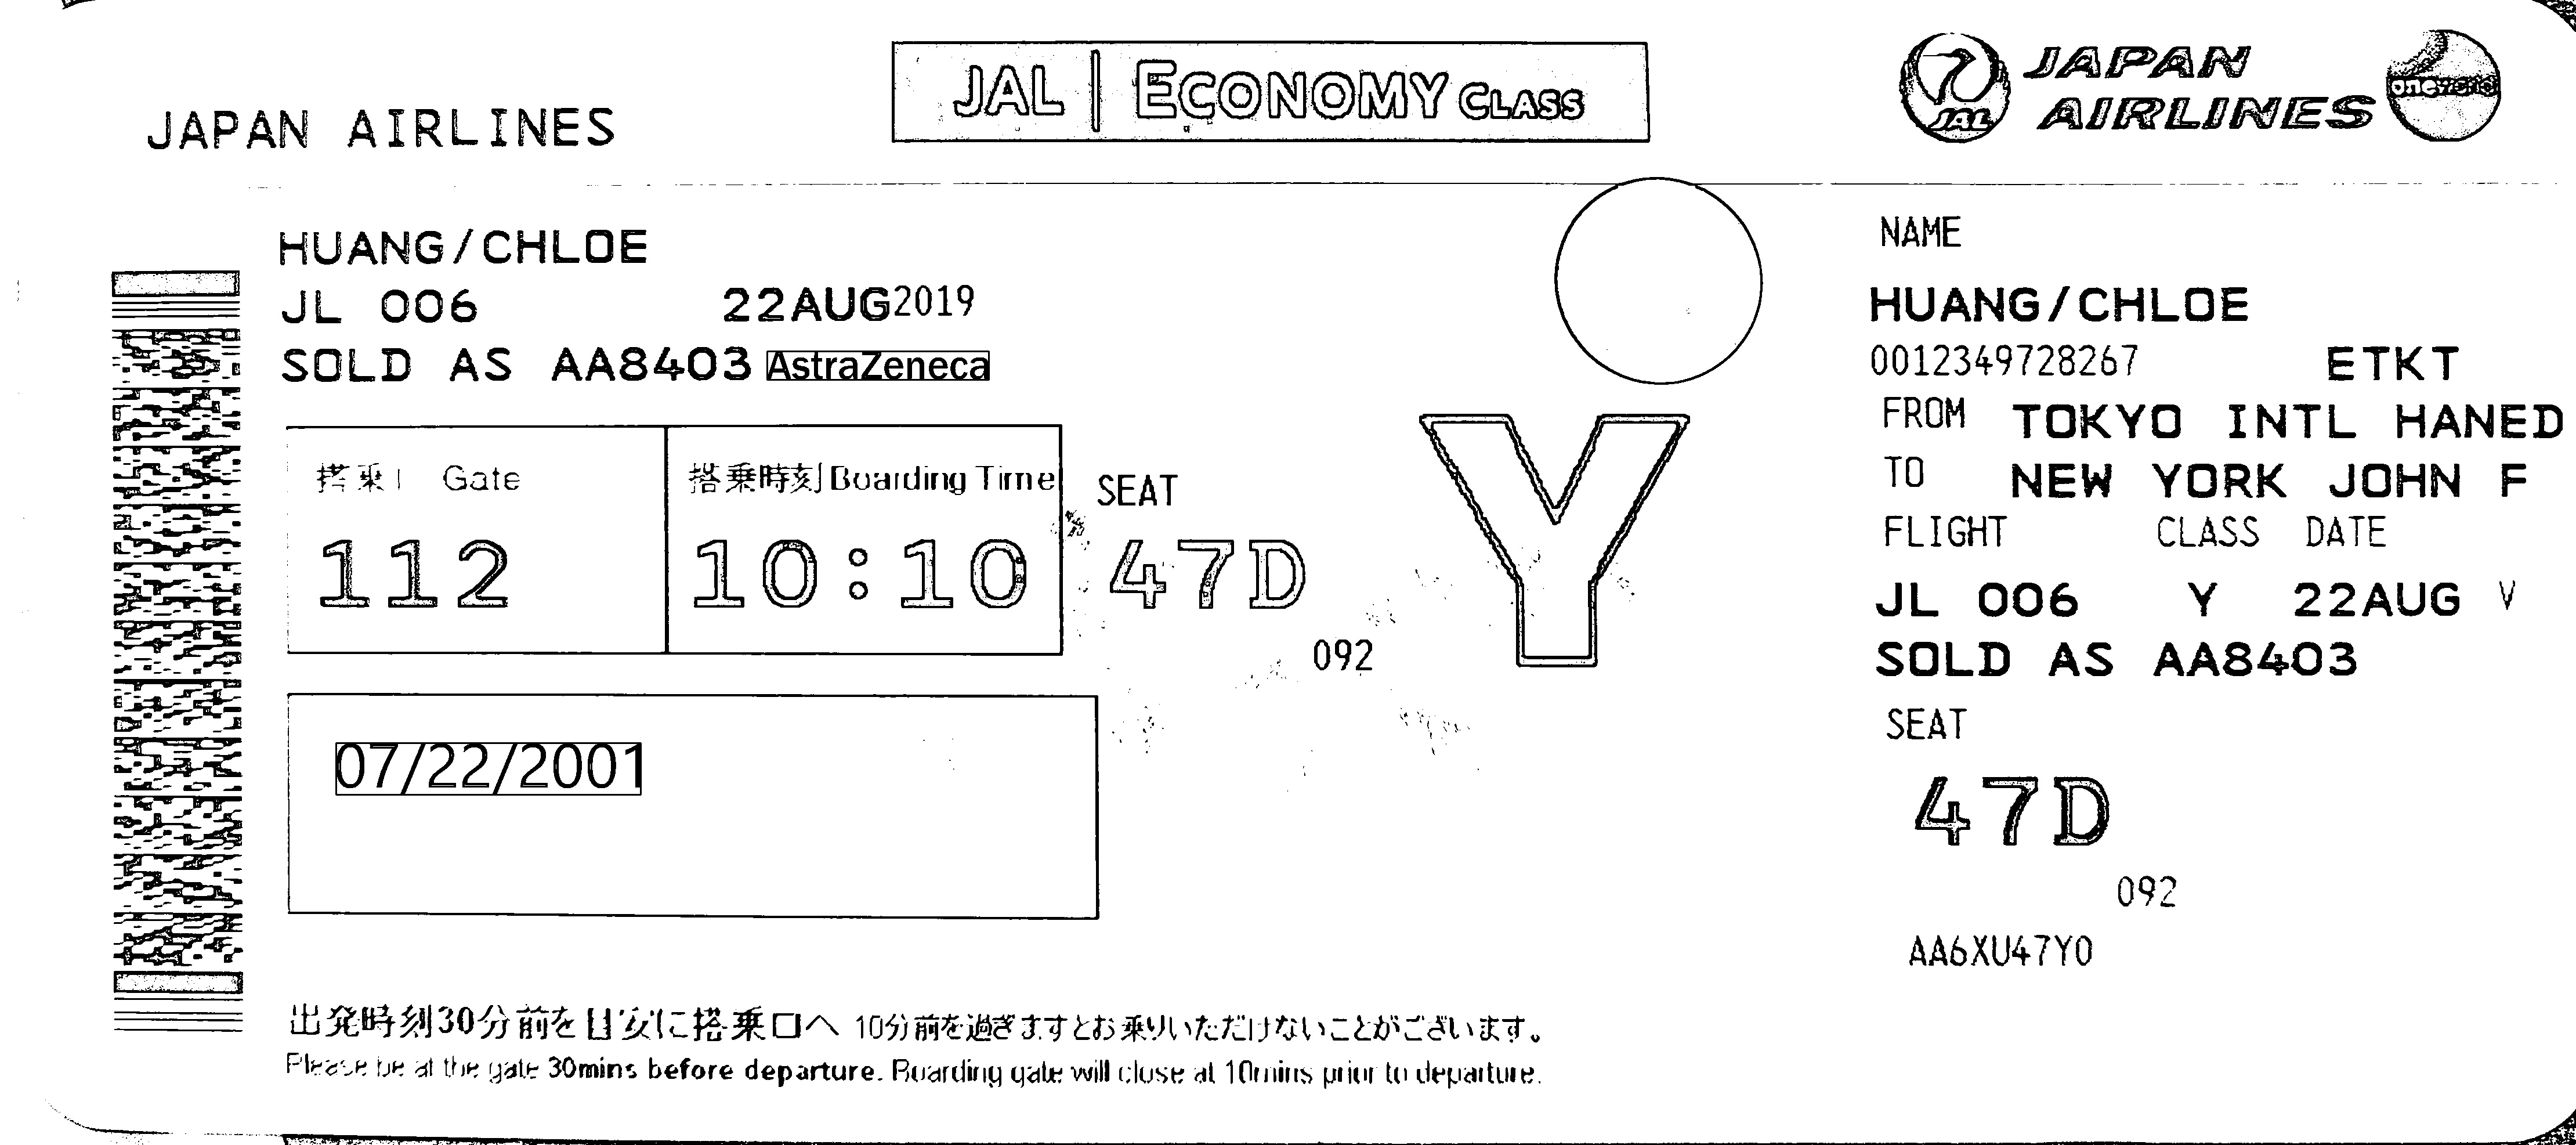 JAL | ECONOMY CLASS
JAL
JAPAN
AIRLINES
oneworld
JAPAN AIRLINES
HUANG/CHLOE
JL 006 22AUG2019
SOLD AS AA8403 AstraZeneca
搭乗口 Gate
搭乗時刻 Boarding Time
112
10:10
SEAT
47D
092
Y
07/22/2001
出発時刻30分前を目安に搭乗口へ 10分前を過ぎますとお乗りいただけないことがございます。
Please be at the gate 30mins before departure. Boarding gate will close at 10mins prior to departure.
NAME
HUANG/CHLOE
0012349728267 ETKT
FROM TOKYO INTL HANED
TO NEW YORK JOHN F
FLIGHT CLASS DATE
JL 006 Y 22AUG V
SOLD AS AA8403
SEAT
47D
092
AA6XU47Y0